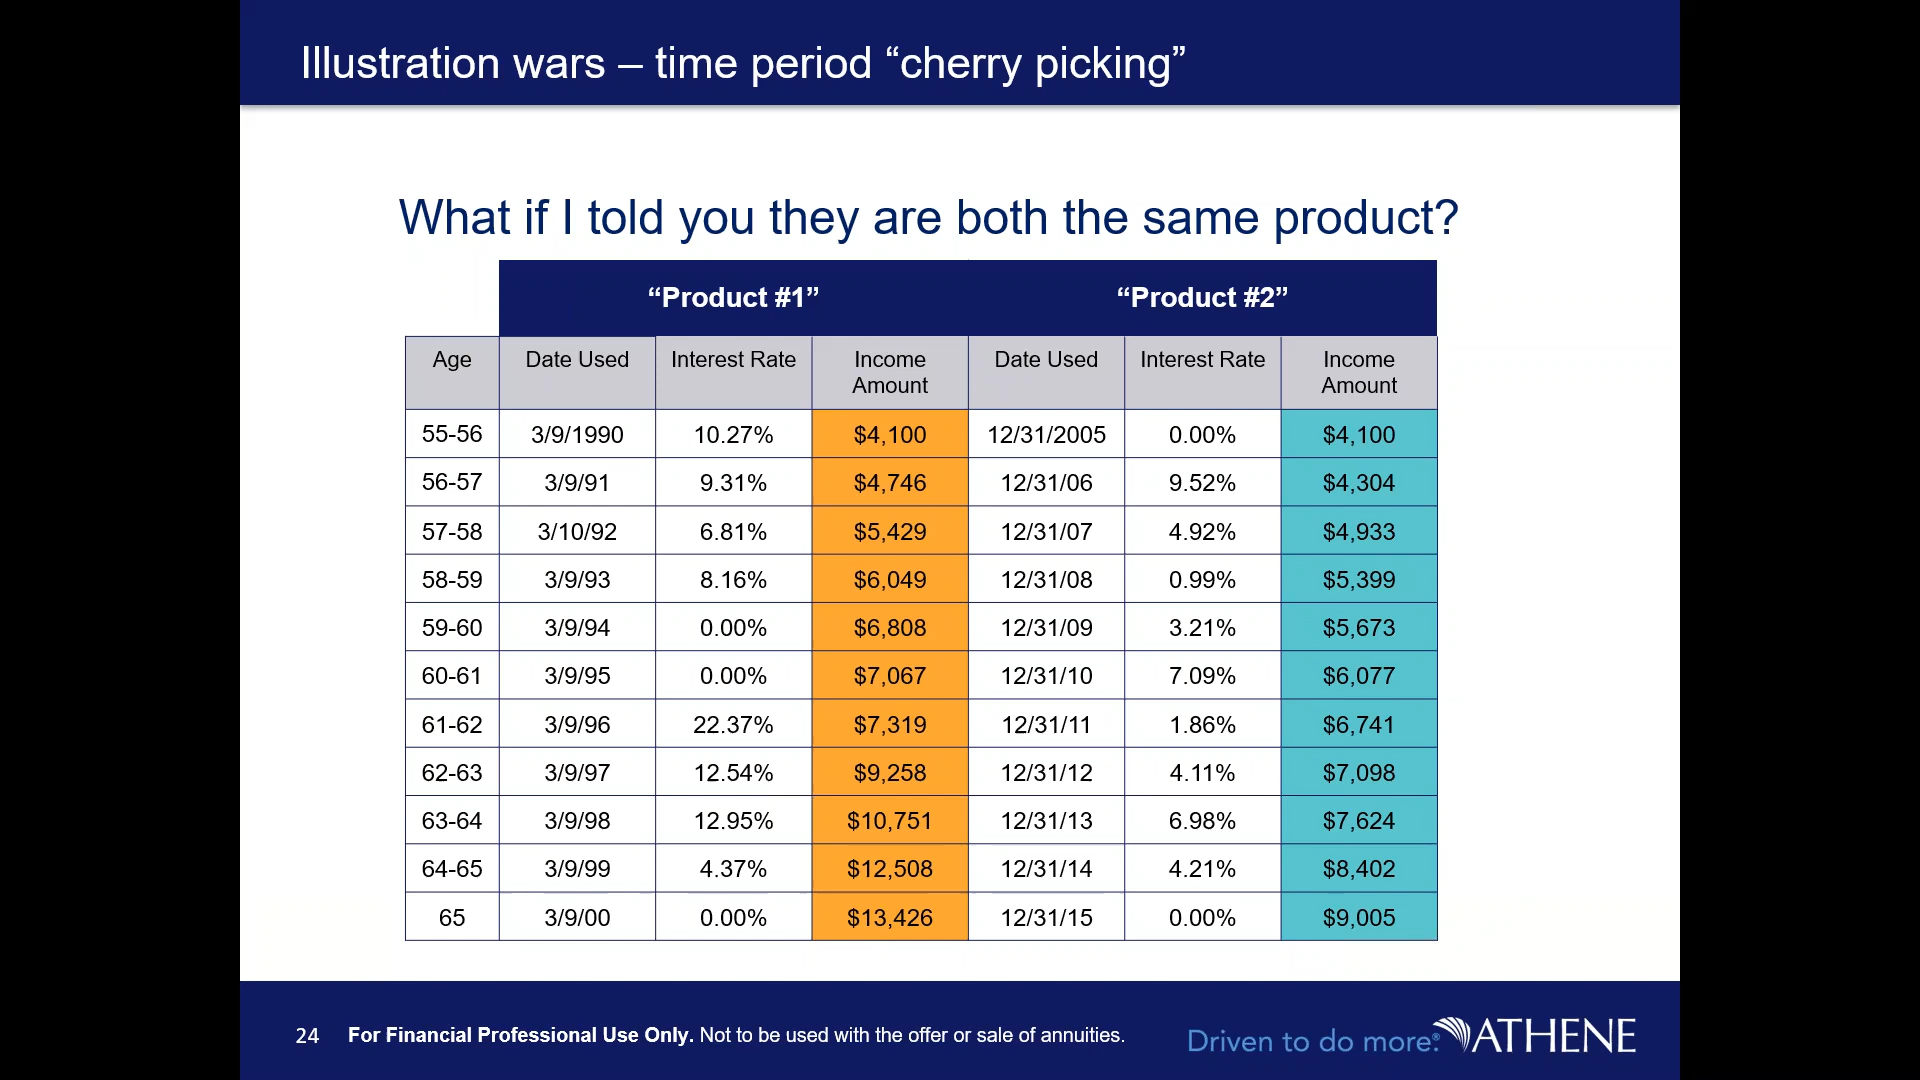 Illustration wars – time period “cherry picking”
What if I told you they are both the same product?
“Product #1” “Product #2”
Age Date Used Interest Rate Income Amount Date Used Interest Rate Income Amount
55-56 3/9/1990 10.27% $4,100 12/31/2005 0.00% $4,100
56-57 3/9/91 9.31% $4,746 12/31/06 9.52% $4,304
57-58 3/10/92 6.81% $5,429 12/31/07 4.92% $4,933
58-59 3/9/93 8.16% $6,049 12/31/08 0.99% $5,399
59-60 3/9/94 0.00% $6,808 12/31/09 3.21% $5,673
60-61 3/9/95 0.00% $7,067 12/31/10 7.09% $6,077
61-62 3/9/96 22.37% $7,319 12/31/11 1.86% $6,741
62-63 3/9/97 12.54% $9,258 12/31/12 4.11% $7,098
63-64 3/9/98 12.95% $10,751 12/31/13 6.98% $7,624
64-65 3/9/99 4.37% $12,508 12/31/14 4.21% $8,402
65 3/9/00 0.00% $13,426 12/31/15 0.00% $9,005
24 For Financial Professional Use Only. Not to be used with the offer or sale of annuities.
Driven to do more.® ATHENE